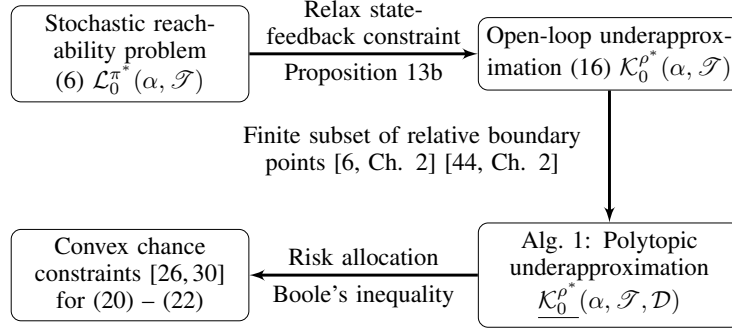 Stochastic reach-
ability problem
(6) $\mathcal{L}_0^{\pi^*}(\alpha, \mathscr{T})$
Relax state-
feedback constraint
Proposition 13b
Open-loop underapprox-
imation (16) $\mathcal{K}_0^{\rho^*}(\alpha, \mathscr{T})$
Finite subset of relative boundary
points [6, Ch. 2] [44, Ch. 2]
Alg. 1: Polytopic
underapproximation
$\underline{\mathcal{K}_0^{\rho^*}}(\alpha, \mathscr{T}, \mathcal{D})$
Risk allocation
Boole's inequality
Convex chance
constraints [26, 30]
for (20) – (22)